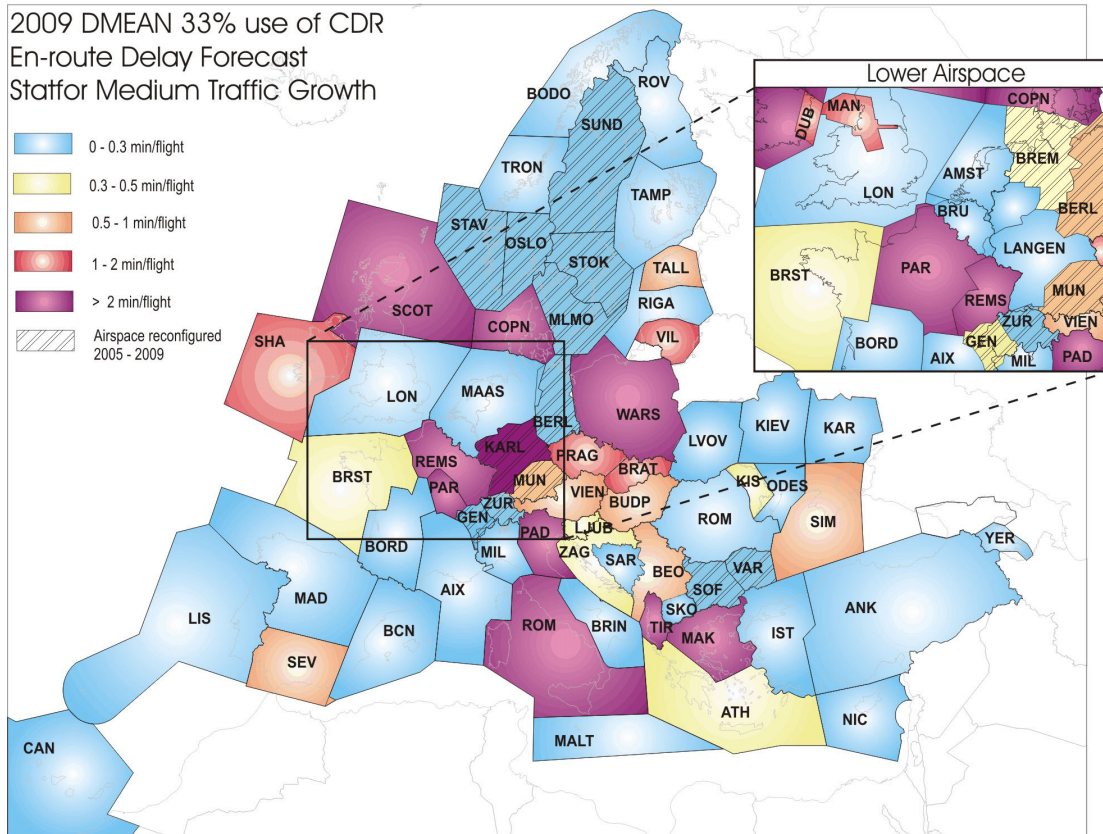 2009 DMEAN 33% use of CDR
En-route Delay Forecast
Statfor Medium Traffic Growth
0 - 0.3 min/flight
0.3 - 0.5 min/flight
0.5 - 1 min/flight
1 - 2 min/flight
> 2 min/flight
Airspace reconfigured
2005 - 2009
Lower Airspace
COPN
MAN
DUB
BREM
AMST
LON
BERL
BRU
LANGEN
BRST
PAR
REMS
MUN
ZUR
VIEN
GEN
BORD
AIX
MIL
PAD
ROV
BODO
SUND
TRON
TAMP
STAV
OSLO
STOK
TALL
SCOT
RIGA
MLMO
COPN
VIL
SHA
LON
MAAS
WARS
BERL
LVOV
KIEV
KAR
KARL
PRAG
REMS
BRAT
BRST
MUN
KIS
ODES
PAR
VIEN
BUDP
ZUR
ROM
SIM
GEN
LJUB
PAD
BORD
MIL
ZAG
SAR
VAR
YER
BEO
SOF
AIX
MAD
SKO
ANK
LIS
BCN
ROM
BRIN
TIR
MAK
IST
SEV
ATH
NIC
MALT
CAN